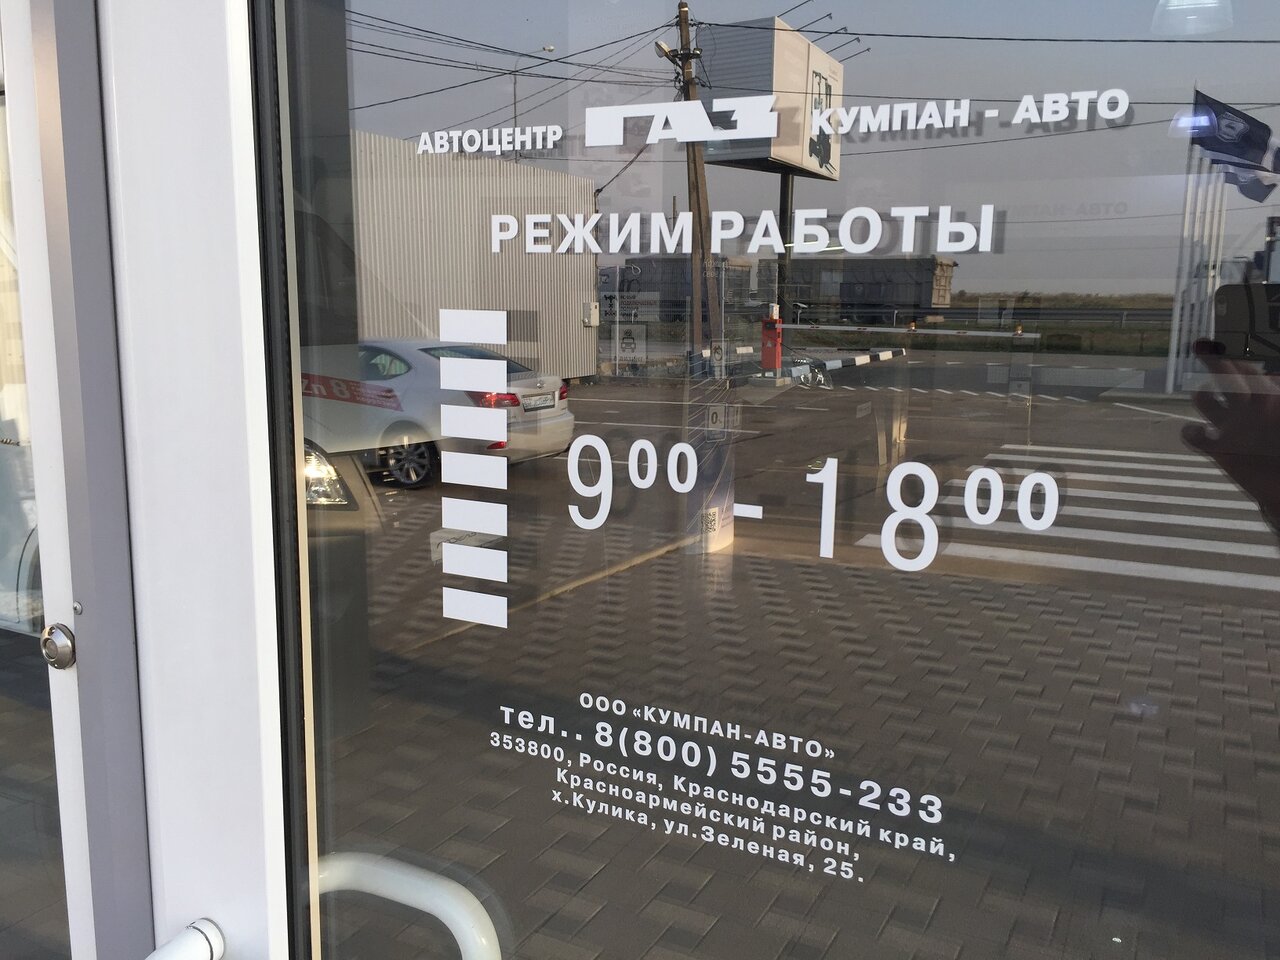 АВТОЦЕНТР ГАЗ КУМПАН - АВТО
РЕЖИМ РАБОТЫ
9⁰⁰ - 18⁰⁰
ООО «КУМПАН-АВТО»
тел.. 8(800) 5555-233
353800, Россия, Краснодарский край,
Красноармейский район,
х.Кулика, ул.Зеленая, 25.